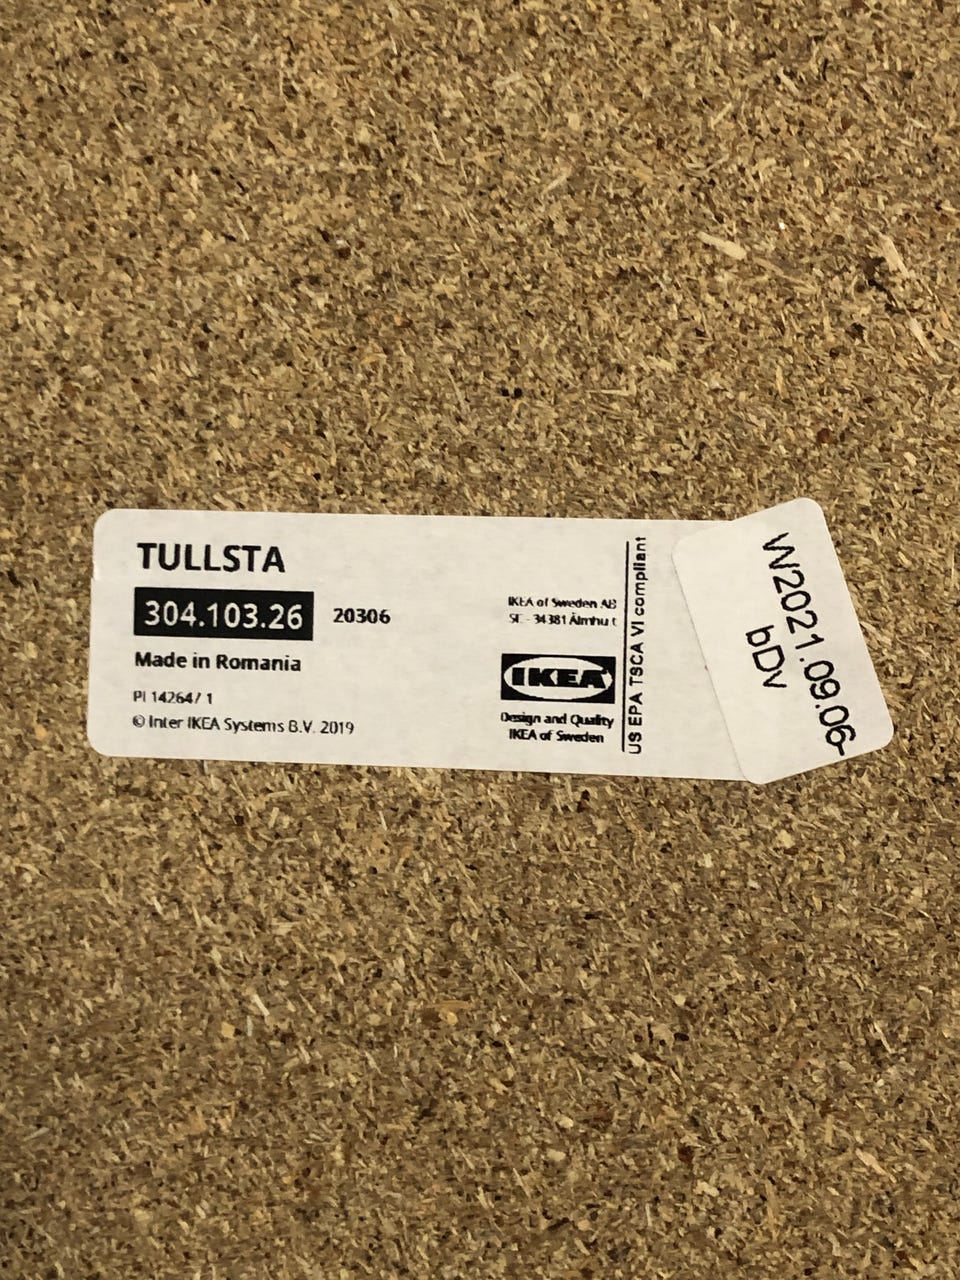 TULLSTA
304.103.26 20306
Made in Romania
PI 142647 1
© Inter IKEA Systems B.V. 2019
IKEA of Sweden AB
SE - 34381 Älmhu t
IKEA
Design and Quality
IKEA of Sweden
US EPA TSCA VI compliant
W2021.09.06-
bDv